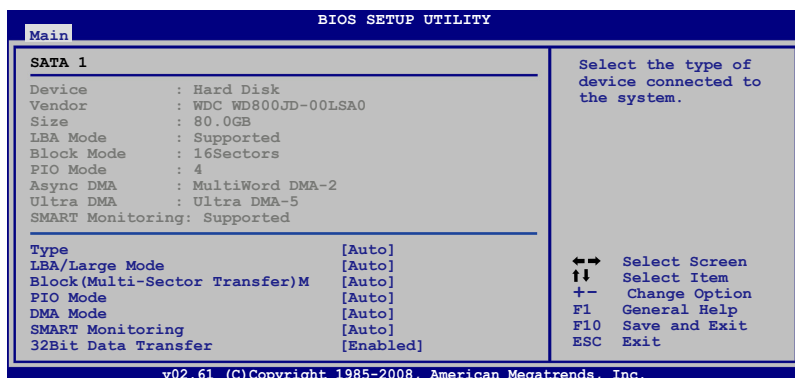 BIOS SETUP UTILITY
Main
SATA 1
Device : Hard Disk
Vendor : WDC WD800JD-00LSA0
Size : 80.0GB
LBA Mode : Supported
Block Mode : 16Sectors
PIO Mode : 4
Async DMA : MultiWord DMA-2
Ultra DMA : Ultra DMA-5
SMART Monitoring: Supported
Type [Auto]
LBA/Large Mode [Auto]
Block(Multi-Sector Transfer)M [Auto]
PIO Mode [Auto]
DMA Mode [Auto]
SMART Monitoring [Auto]
32Bit Data Transfer [Enabled]
Select the type of
device connected to
the system.
←→ Select Screen
↑↓ Select Item
+- Change Option
F1 General Help
F10 Save and Exit
ESC Exit
v02.61 (C)Copyright 1985-2008, American Megatrends, Inc.